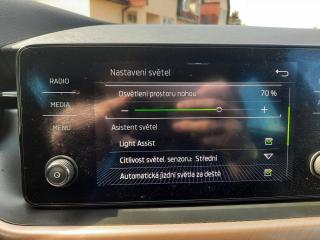 Nastavení světel
RADIO
Osvětlení prostoru nohou 70 %
MEDIA
Asistent světel
MENU
Light Assist
Citlivost světel. senzoru: Střední
Automatická jízdní světla za deště